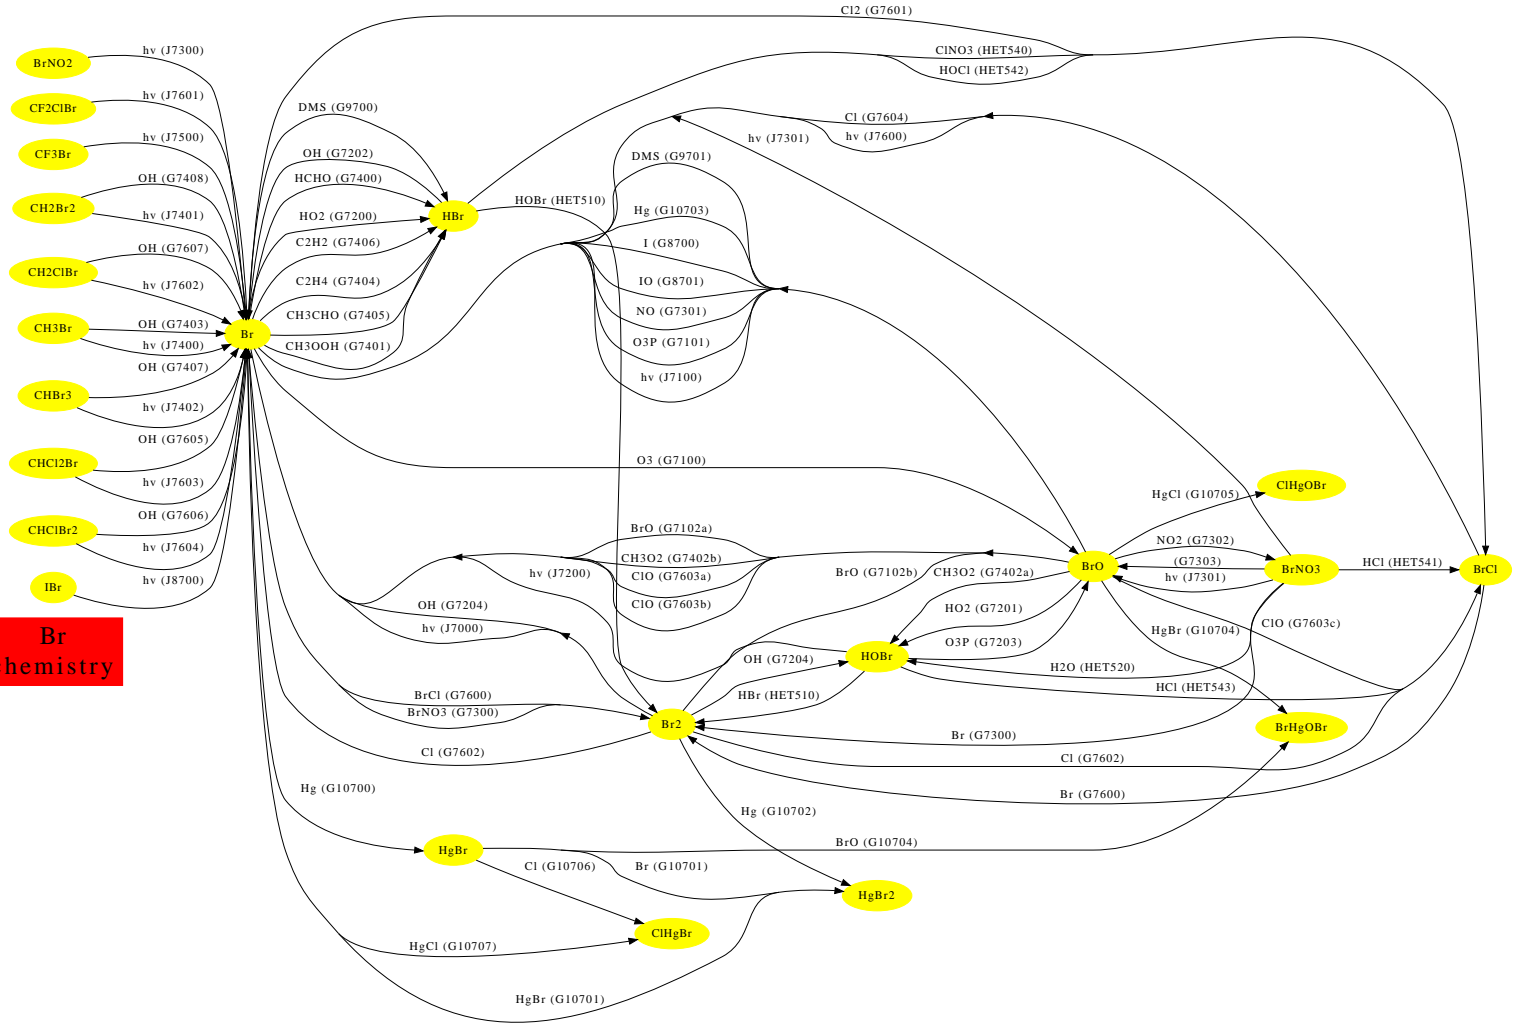 Cl2 (G7601)
hν (J7300)
ClNO3 (HET540)
BrNO2
HOCl (HET542)
hν (J7601)
CF2ClBr
DMS (G9700)
Cl (G7604)
hν (J7600)
hν (J7301)
hν (J7500)
CF3Br
OH (G7202)
DMS (G9701)
OH (G7408)
HCHO (G7400)
HOBr (HET510)
CH2Br2
hν (J7401)
HO2 (G7200)
HBr
Hg (G10703)
C2H2 (G7406)
I (G8700)
OH (G7607)
CH2ClBr
hν (J7602)
C2H4 (G7404)
IO (G8701)
CH3CHO (G7405)
NO (G7301)
OH (G7403)
CH3Br
Br
hν (J7400)
CH3OOH (G7401)
O3P (G7101)
OH (G7407)
hν (J7100)
CHBr3
hν (J7402)
OH (G7605)
CHCl2Br
O3 (G7100)
hν (J7603)
ClHgOBr
HgCl (G10705)
OH (G7606)
CHClBr2
BrO (G7102a)
NO2 (G7302)
hν (J7604)
CH3O2 (G7402b)
(G7303)
BrO
BrNO3
HCl (HET541)
BrCl
hν (J7200)
BrO (G7102b)
CH3O2 (G7402a)
hν (J7301)
hν (J8700)
IBr
ClO (G7603a)
ClO (G7603b)
OH (G7204)
HO2 (G7201)
ClO (G7603c)
hν (J7000)
HgBr (G10704)
Br
chemistry
O3P (G7203)
OH (G7204)
HOBr
H2O (HET520)
HCl (HET543)
BrCl (G7600)
HBr (HET510)
BrNO3 (G7300)
Br2
BrHgOBr
Br (G7300)
Cl (G7602)
Cl (G7602)
Hg (G10700)
Br (G7600)
Hg (G10702)
BrO (G10704)
HgBr
Cl (G10706)
Br (G10701)
HgBr2
ClHgBr
HgCl (G10707)
HgBr (G10701)